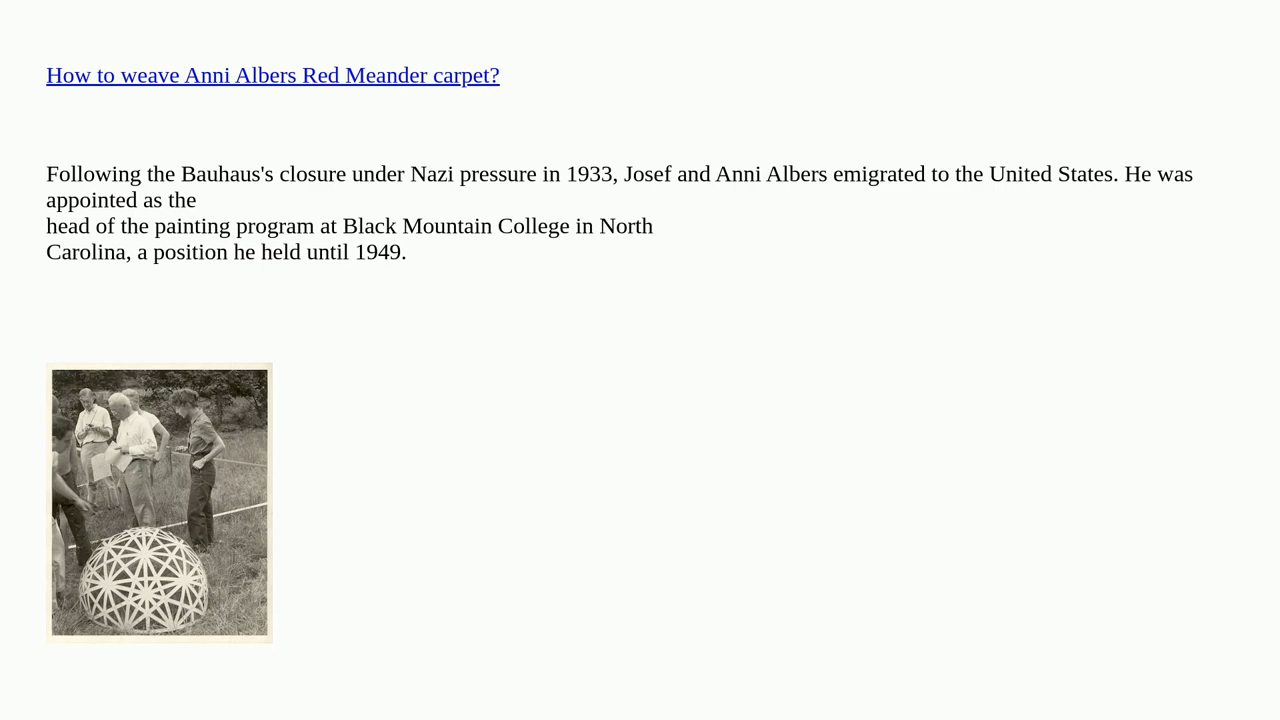 How to weave Anni Albers Red Meander carpet?
Following the Bauhaus's closure under Nazi pressure in 1933, Josef and Anni Albers emigrated to the United States. He was
appointed as the
head of the painting program at Black Mountain College in North
Carolina, a position he held until 1949.